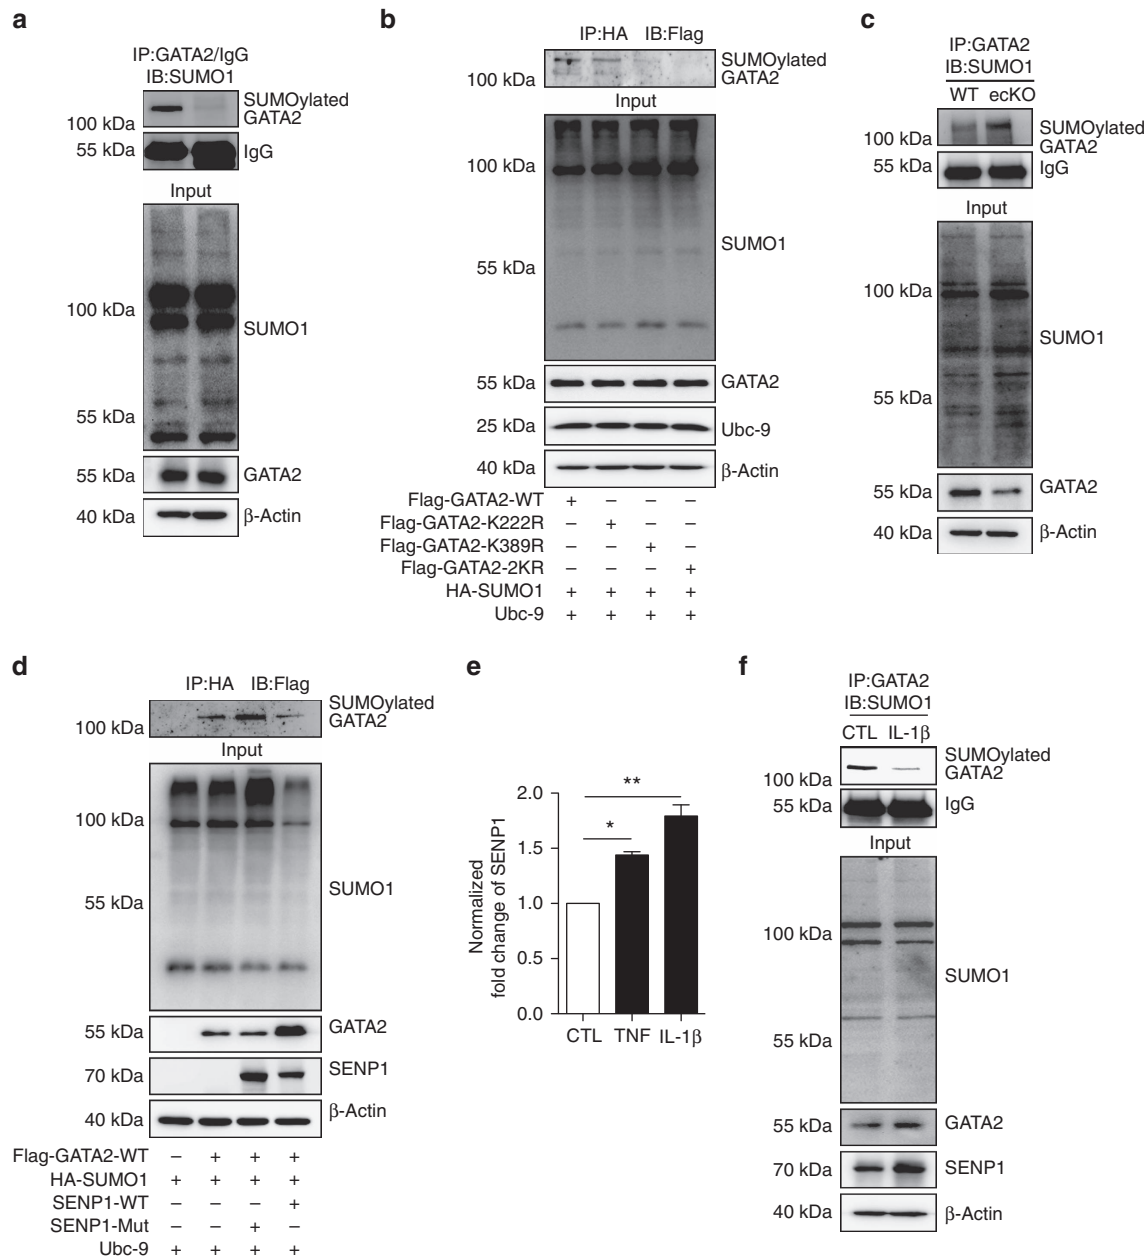 a
IP:GATA2/IgG
IB:SUMO1
SUMOylated
GATA2
100 kDa
55 kDa
IgG
Input
100 kDa
SUMO1
55 kDa
55 kDa
GATA2
40 kDa
β-Actin
b
IP:HA IB:Flag
SUMOylated
GATA2
100 kDa
Input
100 kDa
SUMO1
55 kDa
55 kDa
GATA2
25 kDa
Ubc-9
40 kDa
β-Actin
Flag-GATA2-WT + – – –
Flag-GATA2-K222R – + – –
Flag-GATA2-K389R – – + –
Flag-GATA2-2KR – – – +
HA-SUMO1 + + + +
Ubc-9 + + + +
c
IP:GATA2
IB:SUMO1
WT ecKO
SUMOylated
GATA2
100 kDa
55 kDa
IgG
Input
100 kDa
SUMO1
55 kDa
55 kDa
GATA2
40 kDa
β-Actin
d
IP:HA IB:Flag
SUMOylated
GATA2
100 kDa
Input
100 kDa
SUMO1
55 kDa
55 kDa
GATA2
70 kDa
SENP1
40 kDa
β-Actin
Flag-GATA2-WT – + + +
HA-SUMO1 + + + +
SENP1-WT – – – +
SENP1-Mut – – + –
Ubc-9 + + + +
e
Normalized
fold change of SENP1
2.0
1.5
1.0
0.5
0.0
**
*
CTL TNF IL-1β
f
IP:GATA2
IB:SUMO1
CTL IL-1β
SUMOylated
GATA2
100 kDa
55 kDa
IgG
Input
100 kDa
SUMO1
55 kDa
55 kDa
GATA2
70 kDa
SENP1
40 kDa
β-Actin